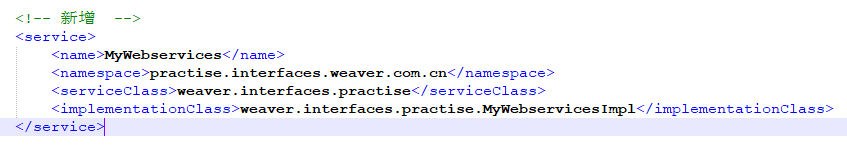 <!-- 新增  -->
<service>
<name>MyWebservices</name>
<namespace>practise.interfaces.weaver.com.cn</namespace>
<serviceClass>weaver.interfaces.practise</serviceClass>
<implementationClass>weaver.interfaces.practise.MyWebservicesImpl</implementationClass>
</service>